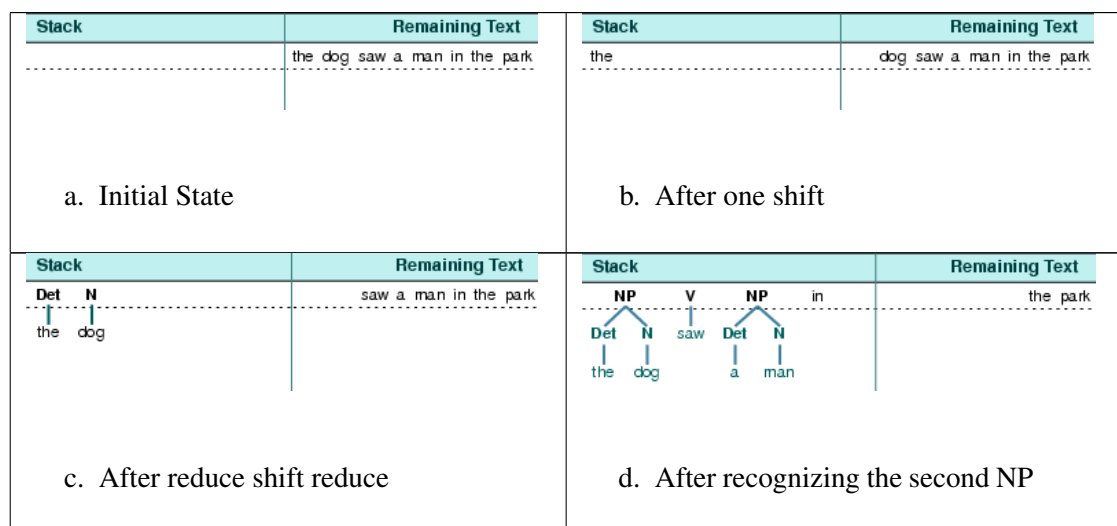 Stack Remaining Text
the dog saw a man in the park
a. Initial State
Stack Remaining Text
the dog saw a man in the park
b. After one shift
Stack Remaining Text
Det N saw a man in the park
the dog
c. After reduce shift reduce
Stack Remaining Text
NP V NP in the park
Det N saw Det N
the dog a man
d. After recognizing the second NP